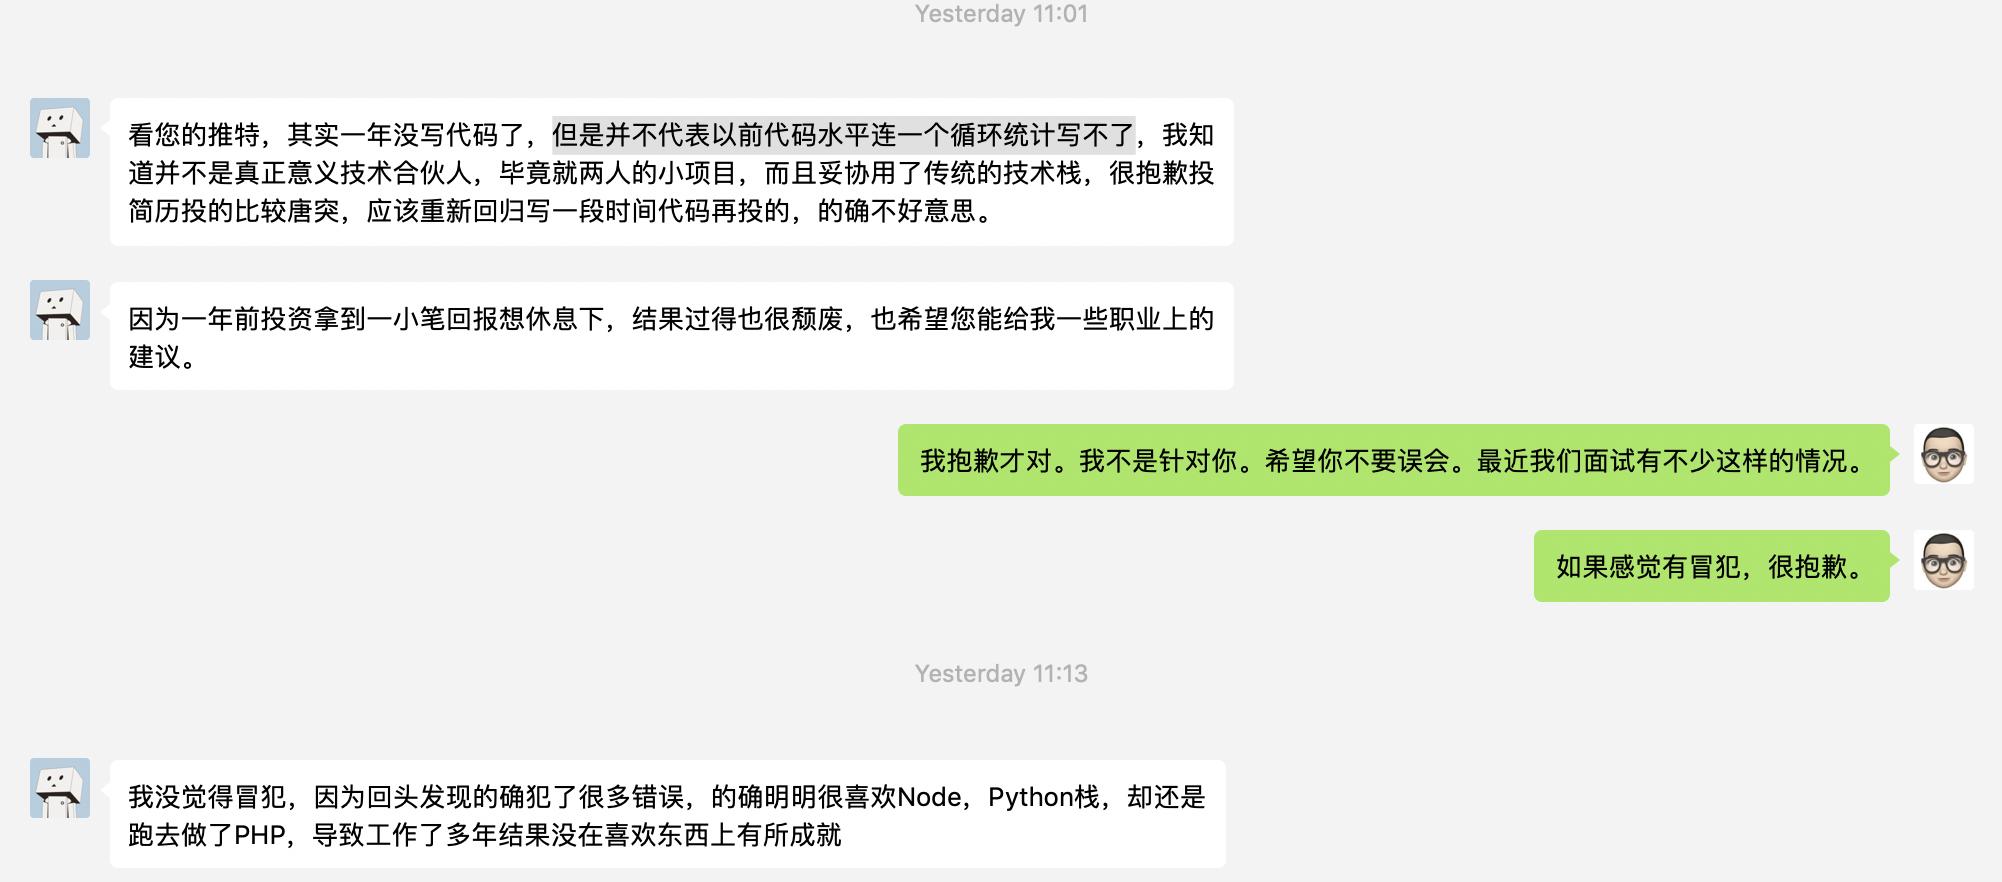 Yesterday 11:01
看您的推特，其实一年没写代码了，但是并不代表以前代码水平连一个循环统计写不了，我知
道并不是真正意义技术合伙人，毕竟就两人的小项目，而且妥协用了传统的技术栈，很抱歉投
简历投的比较唐突，应该重新回归写一段时间代码再投的，的确不好意思。
因为一年前投资拿到一小笔回报想休息下，结果过得也很颓废，也希望您能给我一些职业上的
建议。
我抱歉才对。我不是针对你。希望你不要误会。最近我们面试有不少这样的情况。
如果感觉有冒犯，很抱歉。
Yesterday 11:13
我没觉得冒犯，因为回头发现的确犯了很多错误，的确明明很喜欢Node，Python栈，却还是
跑去做了PHP，导致工作了多年结果没在喜欢东西上有所成就